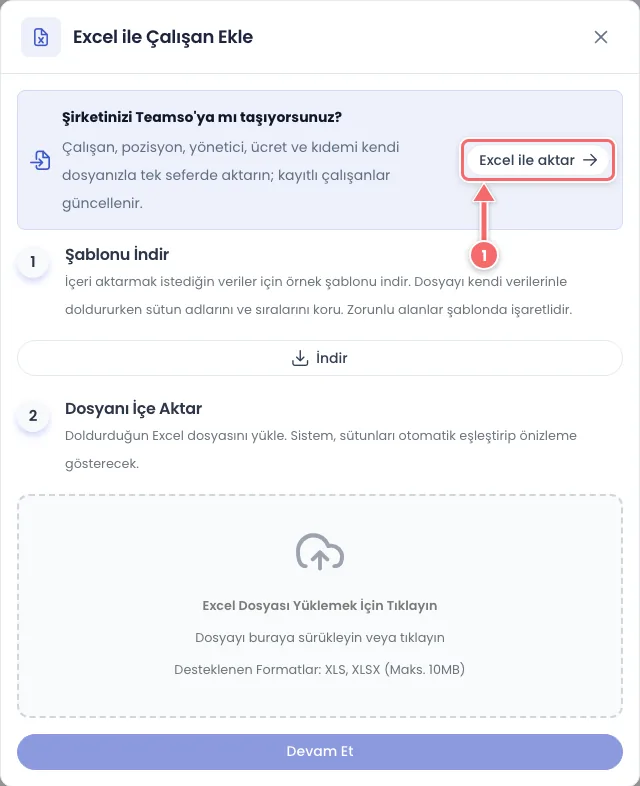 Excel ile Çalışan Ekle
Şirketinizi Teamso'ya mı taşıyorsunuz?
Çalışan, pozisyon, yönetici, ücret ve kıdemi kendi
dosyanızla tek seferde aktarın; kayıtlı çalışanlar
güncellenir.
Excel ile aktar
1
1
Şablonu İndir
İçeri aktarmak istediğin veriler için örnek şablonu indir. Dosyayı kendi verilerinle
doldururken sütun adlarını ve sıralarını koru. Zorunlu alanlar şablonda işaretlidir.
İndir
2
Dosyanı İçe Aktar
Doldurduğun Excel dosyasını yükle. Sistem, sütunları otomatik eşleştirip önizleme
gösterecek.
Excel Dosyası Yüklemek İçin Tıklayın
Dosyayı buraya sürükleyin veya tıklayın
Desteklenen Formatlar: XLS, XLSX (Maks. 10MB)
Devam Et